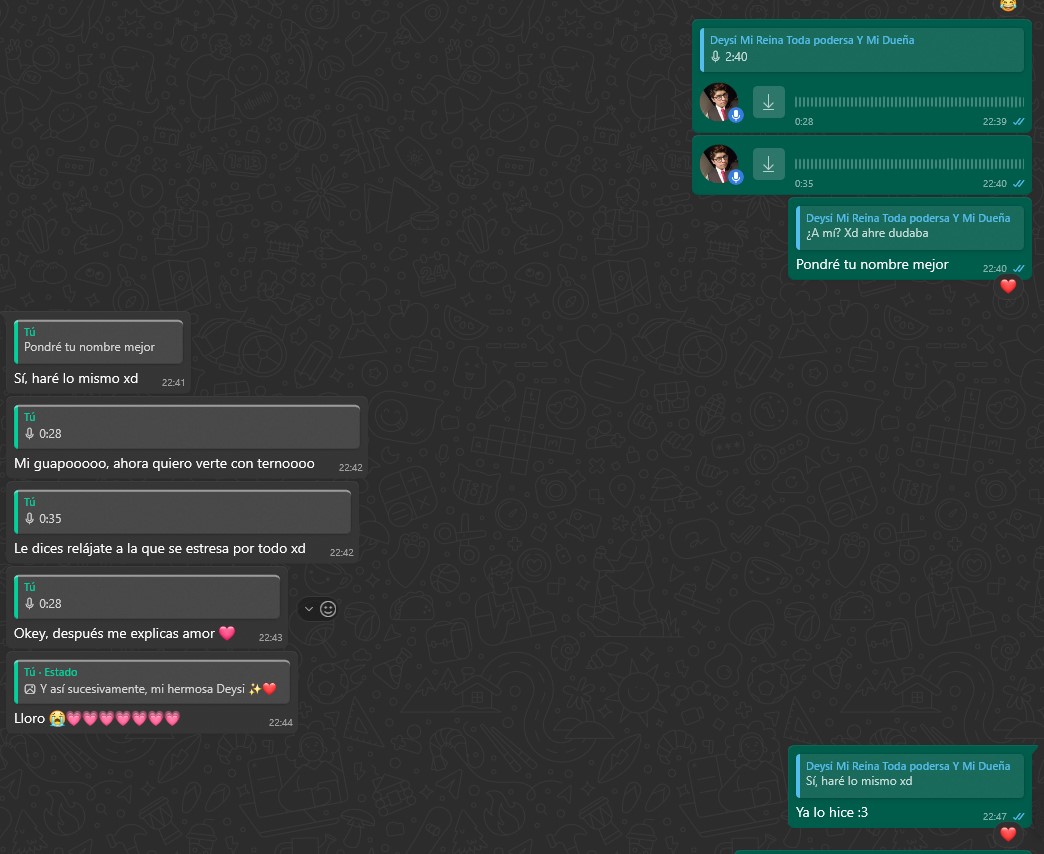 Deysi Mi Reina Toda podersa Y Mi Dueña
2:40
0:28
22:39
0:35
22:40
Deysi Mi Reina Toda podersa Y Mi Dueña
¿A mí? Xd ahre dudaba
Pondré tu nombre mejor
22:40
Tú
Pondré tu nombre mejor
Sí, haré lo mismo xd
22:41
Tú
0:28
Mi guapooooo, ahora quiero verte con ternoooo
22:42
Tú
0:35
Le dices relájate a la que se estresa por todo xd
22:42
Tú
0:28
Okey, después me explicas amor 💗
22:43
Tú · Estado
Y así sucesivamente, mi hermosa Deysi ✨❤️
Lloro 😭💗💗💗💗💗💗💗
22:44
Deysi Mi Reina Toda podersa Y Mi Dueña
Sí, haré lo mismo xd
Ya lo hice :3
22:47